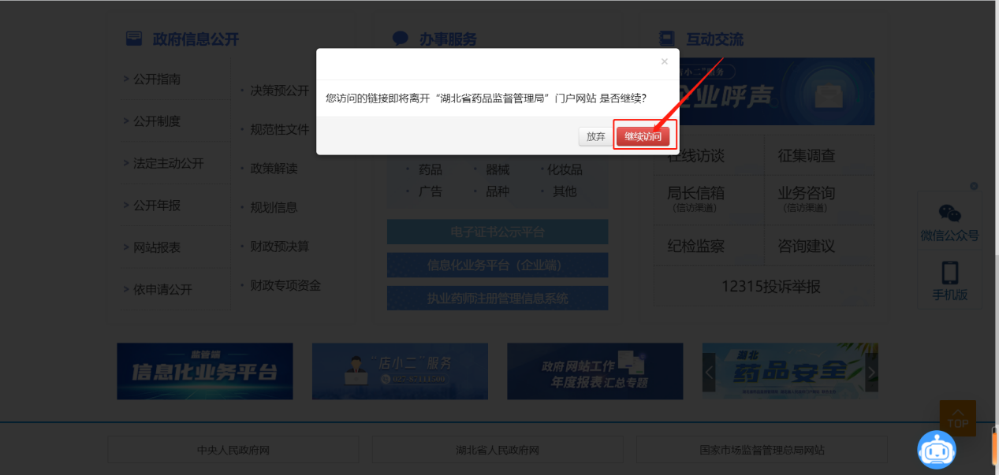 政府信息公开
办事服务
互动交流
×
您访问的链接即将离开“湖北省药品监督管理局”门户网站 是否继续?
放弃
继续访问
> 公开指南
> 公开制度
> 法定主动公开
> 公开年报
> 网站报表
> 依申请公开
· 决策预公开
· 规范性文件
· 政策解读
· 规划信息
· 财政预决算
· 财政专项资金
· 药品 · 器械 · 化妆品
· 广告 · 品种 · 其他
电子证书公示平台
信息化业务平台（企业端）
执业药师注册管理信息系统
店小二”服务
企业呼声
在线访谈
征集调查
局长信箱
(信访渠道)
业务咨询
(信访渠道)
纪检监察
咨询建议
12315投诉举报
微信公众号
手机版
监管端
信息化业务平台
“店小二”服务
027-87111500
政府网站工作
年度报表汇总专题
湖北
药品安全
TOP
中央人民政府网
湖北省人民政府网
国家市场监督管理总局网站